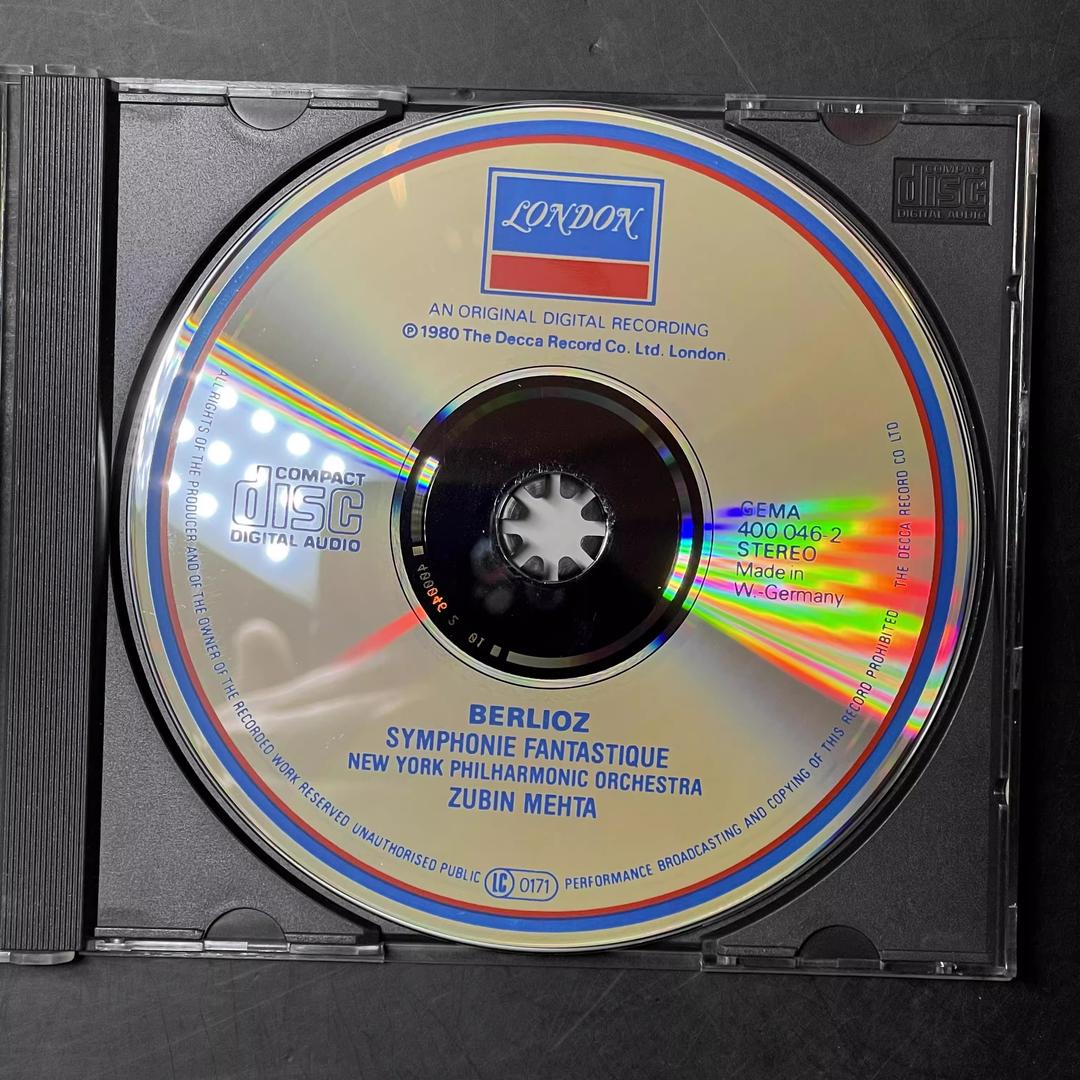 LONDON
AN ORIGINAL DIGITAL RECORDING
℗ 1980 The Decca Record Co. Ltd. London.
COMPACT
disc
DIGITAL AUDIO
COMPACT
disc
DIGITAL AUDIO
GEMA
400 046-2
STEREO
Made in
W.-Germany
BERLIOZ
SYMPHONIE FANTASTIQUE
NEW YORK PHILHARMONIC ORCHESTRA
ZUBIN MEHTA
ALL RIGHTS OF THE PRODUCER AND OF THE OWNER OF THE RECORDED WORK RESERVED UNAUTHORISED PUBLIC LC 0171 PERFORMANCE BROADCASTING AND COPYING OF THIS RECORD PROHIBITED THE DECCA RECORD CO LTD